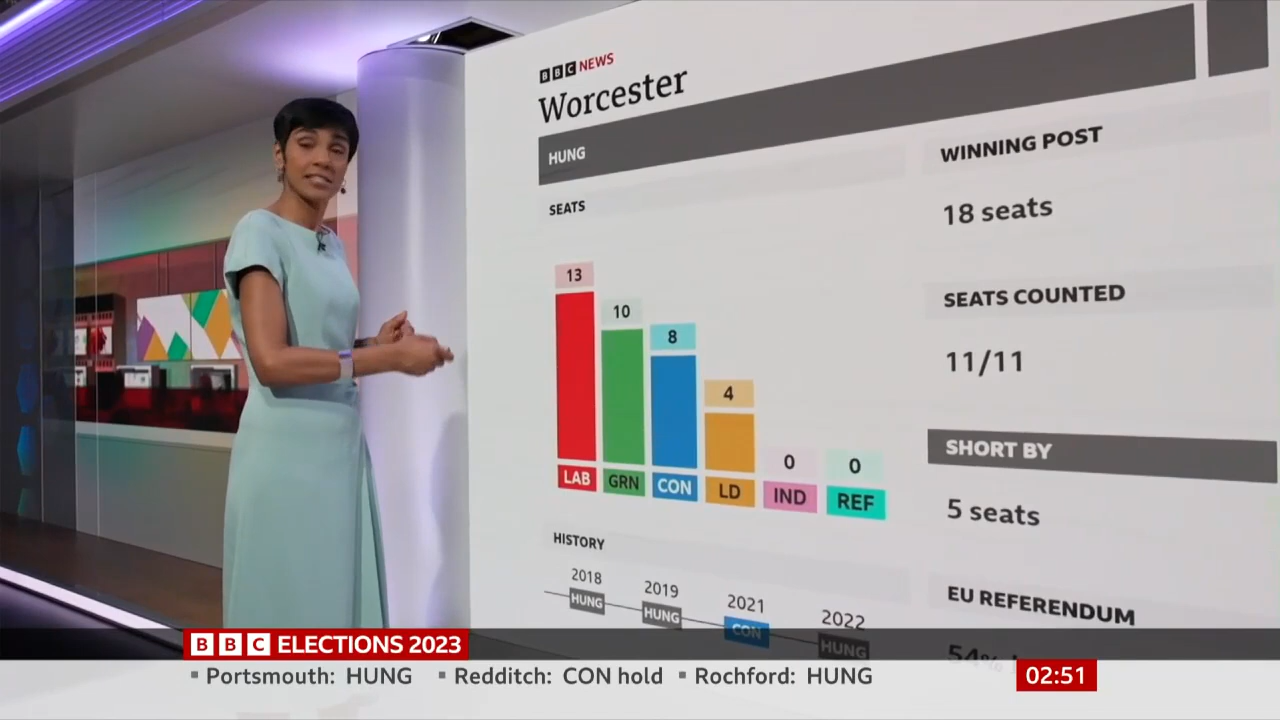 BBC NEWS
Worcester
HUNG
SEATS
13
10
8
4
0
0
LAB
GRN
CON
LD
IND
REF
HISTORY
2018
2019
2021
2022
HUNG
HUNG
CON
HUNG
WINNING POST
18 seats
SEATS COUNTED
11/11
SHORT BY
5 seats
EU REFERENDUM
54%
BBC ELECTIONS 2023
Portsmouth: HUNG
Redditch: CON hold
Rochford: HUNG
02:51